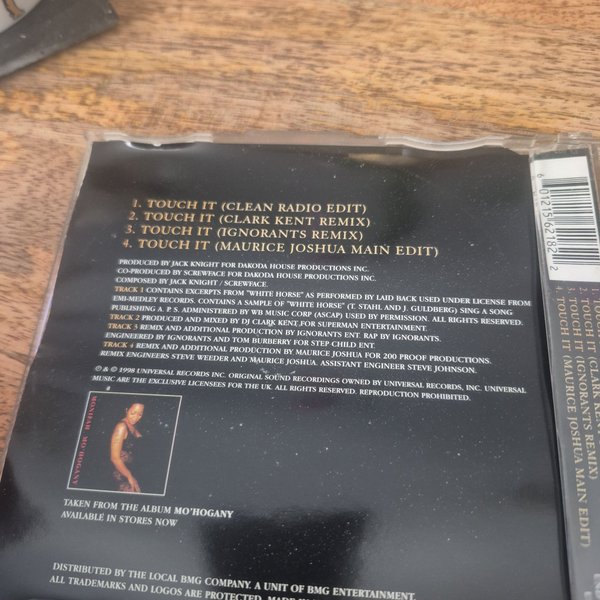 1. TOUCH IT (CLEAN RADIO EDIT)
2. TOUCH IT (CLARK KENT REMIX)
3. TOUCH IT (IGNORANTS REMIX)
4. TOUCH IT (MAURICE JOSHUA MAIN EDIT)
PRODUCED BY JACK KNIGHT FOR DAKODA HOUSE PRODUCTIONS INC.
CO-PRODUCED BY SCREWFACE FOR DAKODA HOUSE PRODUCTIONS INC.
COMPOSED BY JACK KNIGHT / SCREWFACE.
TRACK 1 CONTAINS EXCERPTS FROM "WHITE HORSE" AS PERFORMED BY LAID BACK USED UNDER LICENSE FROM
EMI-MEDLEY RECORDS. CONTAINS A SAMPLE OF "WHITE HORSE" (T. STAHL AND J. GULDBERG) SING A SONG
PUBLISHING A. P. S. ADMINISTERED BY WB MUSIC CORP (ASCAP) USED BY PERMISSION. ALL RIGHTS RESERVED.
TRACK 2 PRODUCED AND MIXED BY DJ CLARK KENT FOR SUPERMAN ENTERTAINMENT.
TRACK 3 REMIX AND ADDITIONAL PRODUCTION BY IGNORANTS ENT. RAP BY IGNORANTS.
ENGINEERED BY IGNORANTS AND TOM BURBERRY FOR STEP CHILD ENT.
TRACK 4 REMIX AND ADDITIONAL PRODUCTION BY MAURICE JOSHUA FOR 200 PROOF PRODUCTIONS.
REMIX ENGINEERS STEVE WEEDER AND MAURICE JOSHUA. ASSISTANT ENGINEER STEVE JOHNSON.
℗ & © 1998 UNIVERSAL RECORDS INC. ORIGINAL SOUND RECORDINGS OWNED BY UNIVERSAL RECORDS, INC. UNIVERSAL
MUSIC ARE THE EXCLUSIVE LICENSEES FOR THE UK. ALL RIGHTS RESERVED. REPRODUCTION PROHIBITED.
MONIFAH MO'HOGANY
TAKEN FROM THE ALBUM MO'HOGANY
AVAILABLE IN STORES NOW
DISTRIBUTED BY THE LOCAL BMG COMPANY. A UNIT OF BMG ENTERTAINMENT.
ALL TRADEMARKS AND LOGOS ARE PROTECTED. MADE IN
6 01215 62182 2
1. TOUCH IT
2. TOUCH IT (CLARK KENT
3. TOUCH IT (IGNORANTS REMIX)
4. TOUCH IT (MAURICE JOSHUA MAIN EDIT)